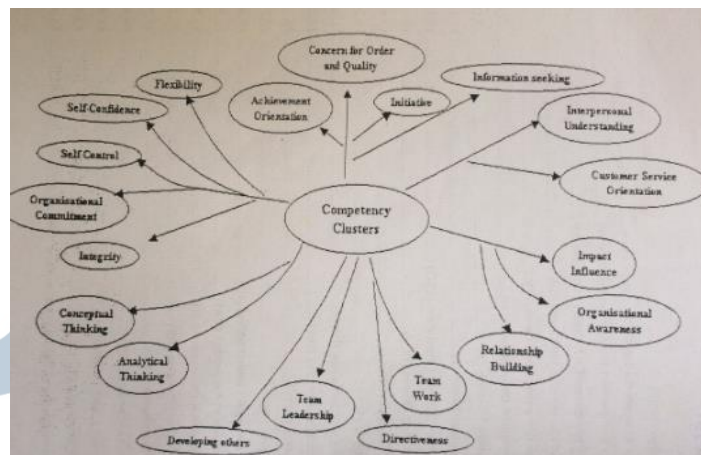 Concern for Order
and Quality
Information seeking
Flexibility
Achievement
Orientation
Initiative
Self-Confidence
Interpersonal
Understanding
Self Control
Customer Service
Orientation
Organisational
Commitment
Competency
Clusters
Integrity
Impact
Influence
Conceptual
Thinking
Organisational
Awareness
Analytical
Thinking
Relationship
Building
Team
Work
Team
Leadership
Developing others
Directiveness